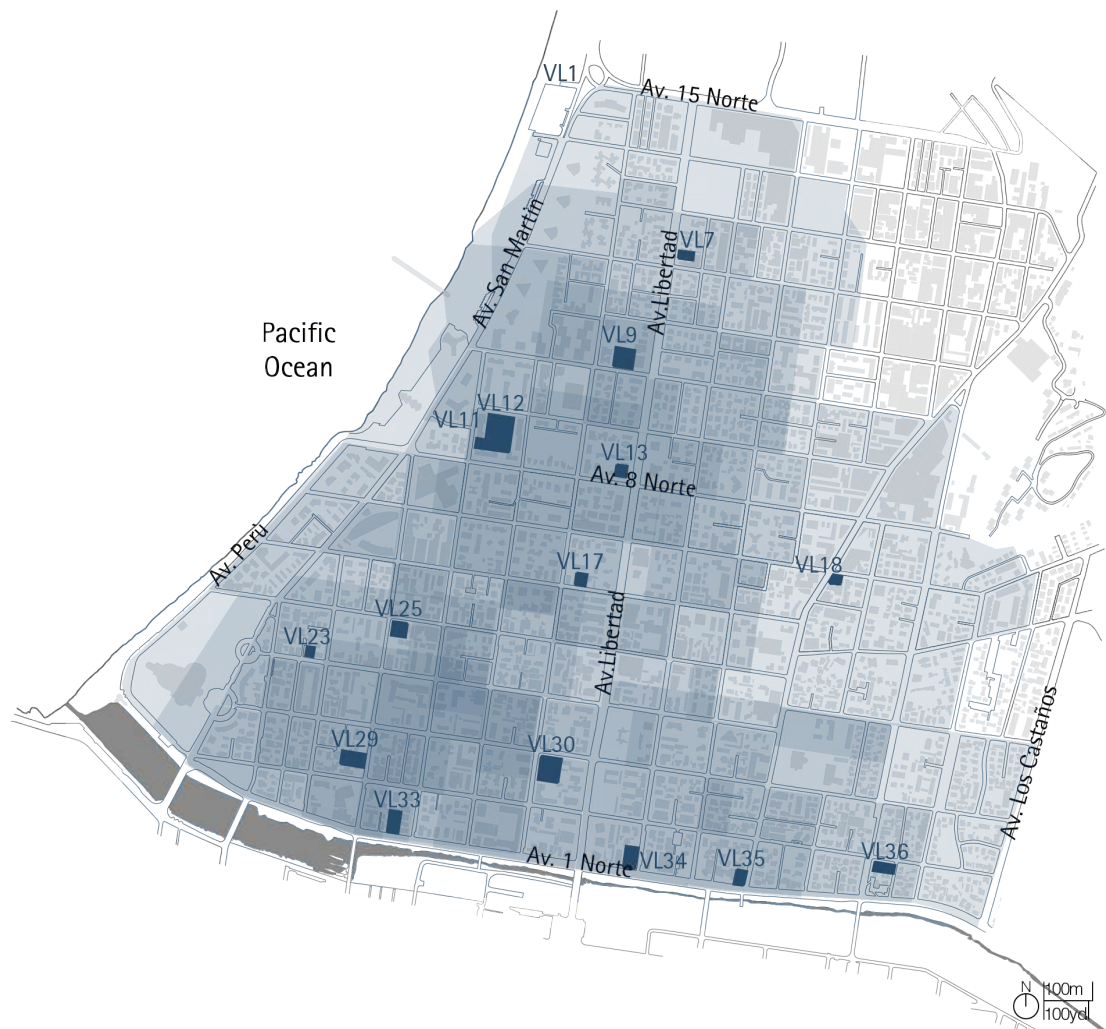 VL1
Av. 15 Norte
Av. San Martín
VL7
Av.Libertad
Pacific
Ocean
VL9
VL12
VL11
VL13
Av. 8 Norte
Av. Perù
VL17
VL18
VL25
Av.Libertad
VL23
Av. Los Castaños
VL29
VL30
VL33
Av. 1 Norte
VL34
VL35
VL36
N
100m
100yd